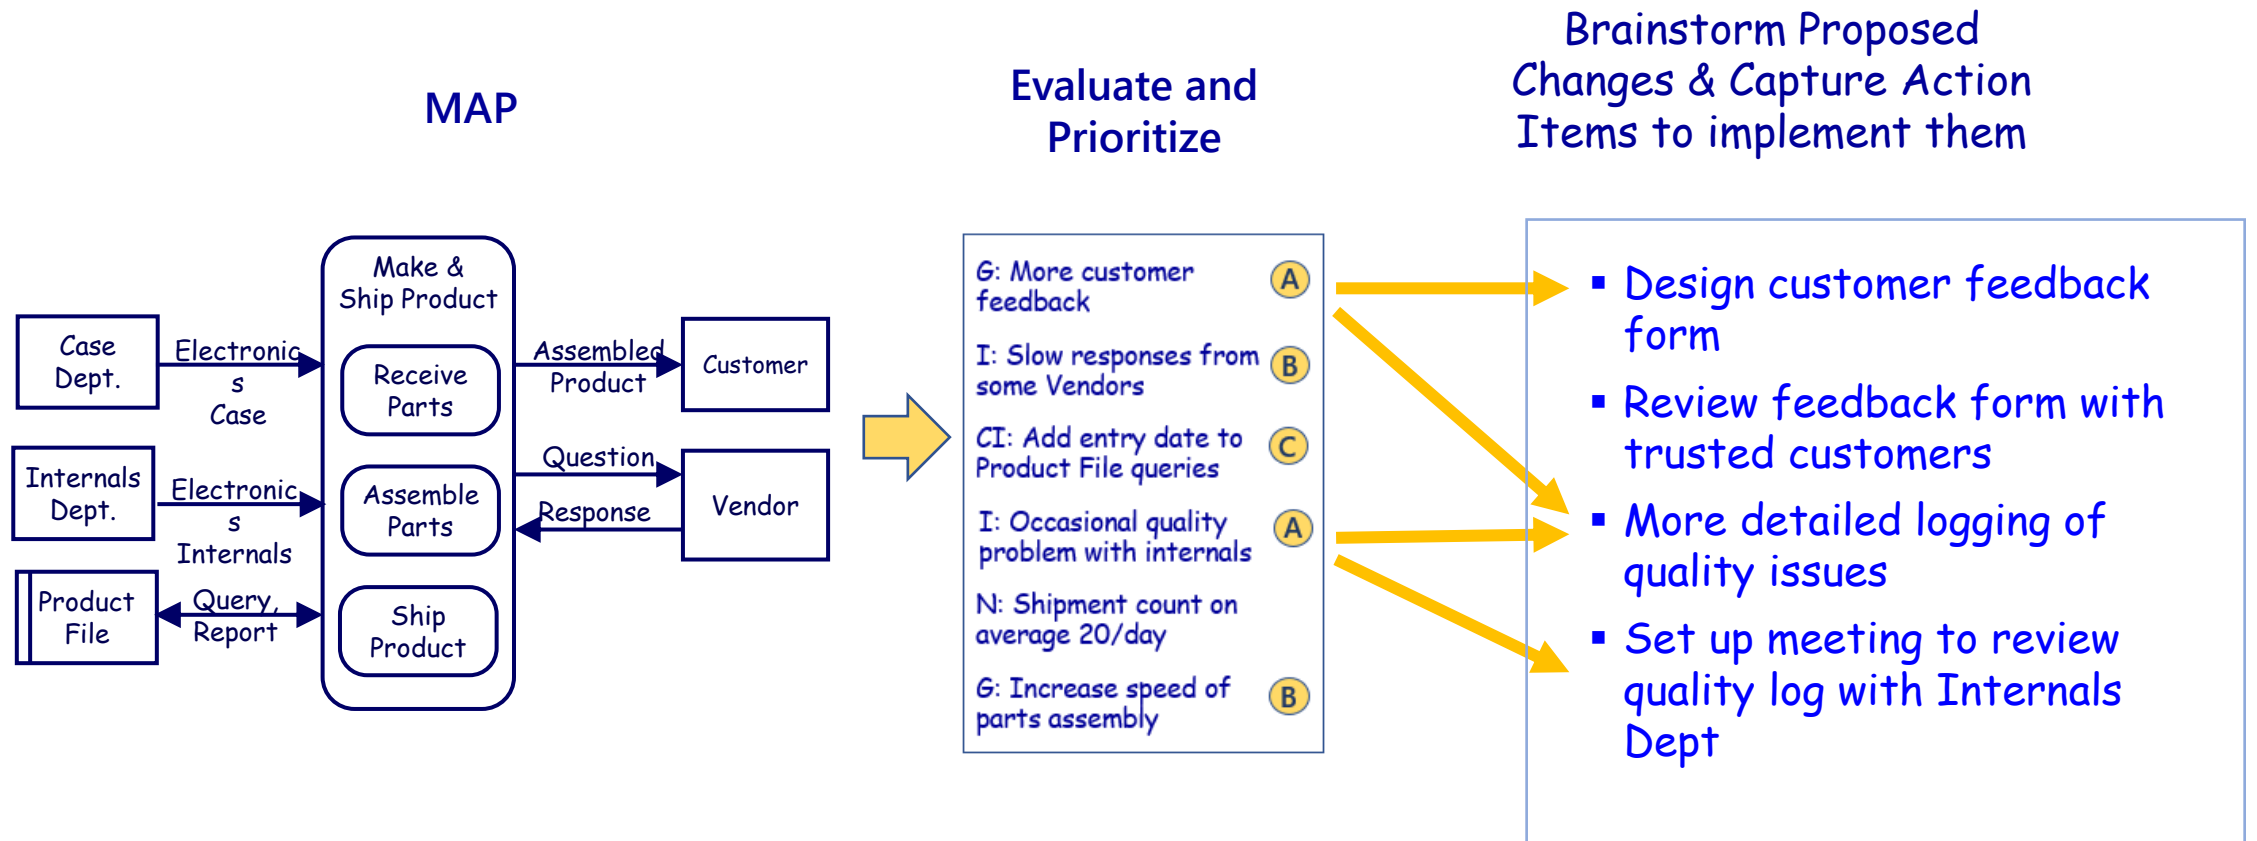 MAP
Evaluate and
Prioritize
Brainstorm Proposed
Changes & Capture Action
Items to implement them
Case
Dept.
Electronic
s
Case
Internals
Dept.
Electronic
s
Internals
Product
File
Query,
Report
Make &
Ship Product
Receive
Parts
Assemble
Parts
Ship
Product
Assembled
Product
Customer
Question
Response
Vendor
G: More customer
feedback
A
I: Slow responses from
some Vendors
B
CI: Add entry date to
Product File queries
C
I: Occasional quality
problem with internals
A
N: Shipment count on
average 20/day
G: Increase speed of
parts assembly
B
▪ Design customer feedback
form
▪ Review feedback form with
trusted customers
▪ More detailed logging of
quality issues
▪ Set up meeting to review
quality log with Internals
Dept